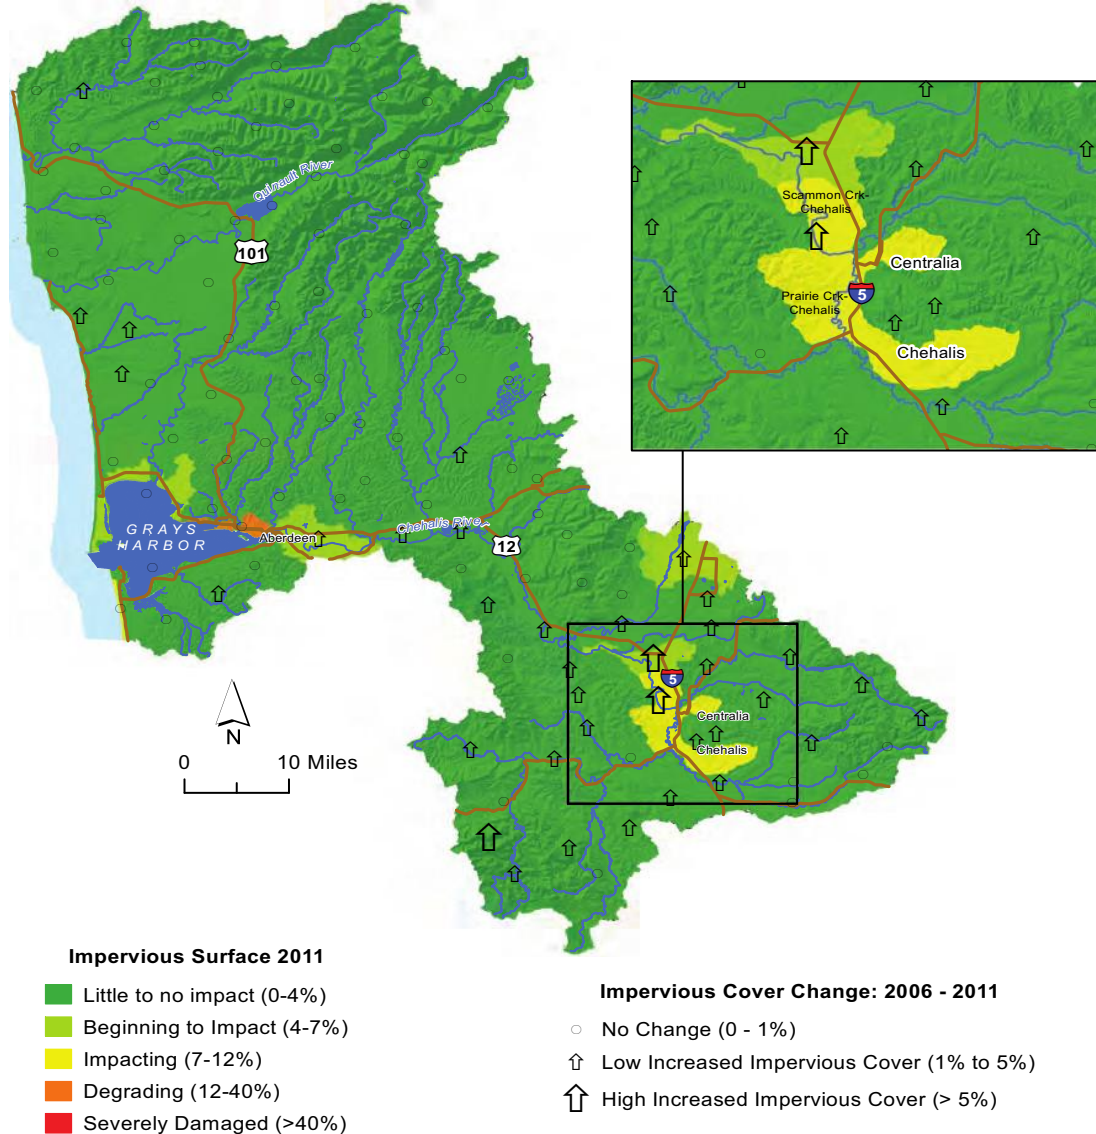 Quinault River
101
Scammon Crk-
Chehalis
Centralia
5
Prairie Crk-
Chehalis
Chehalis
GRAYS
HARBOR
Aberdeen
Chehalis River
12
5
Centralia
Chehalis
N
0 10 Miles
Impervious Surface 2011
Little to no impact (0-4%)
Beginning to Impact (4-7%)
Impacting (7-12%)
Degrading (12-40%)
Severely Damaged (>40%)
Impervious Cover Change: 2006 - 2011
No Change (0 - 1%)
Low Increased Impervious Cover (1% to 5%)
High Increased Impervious Cover (> 5%)